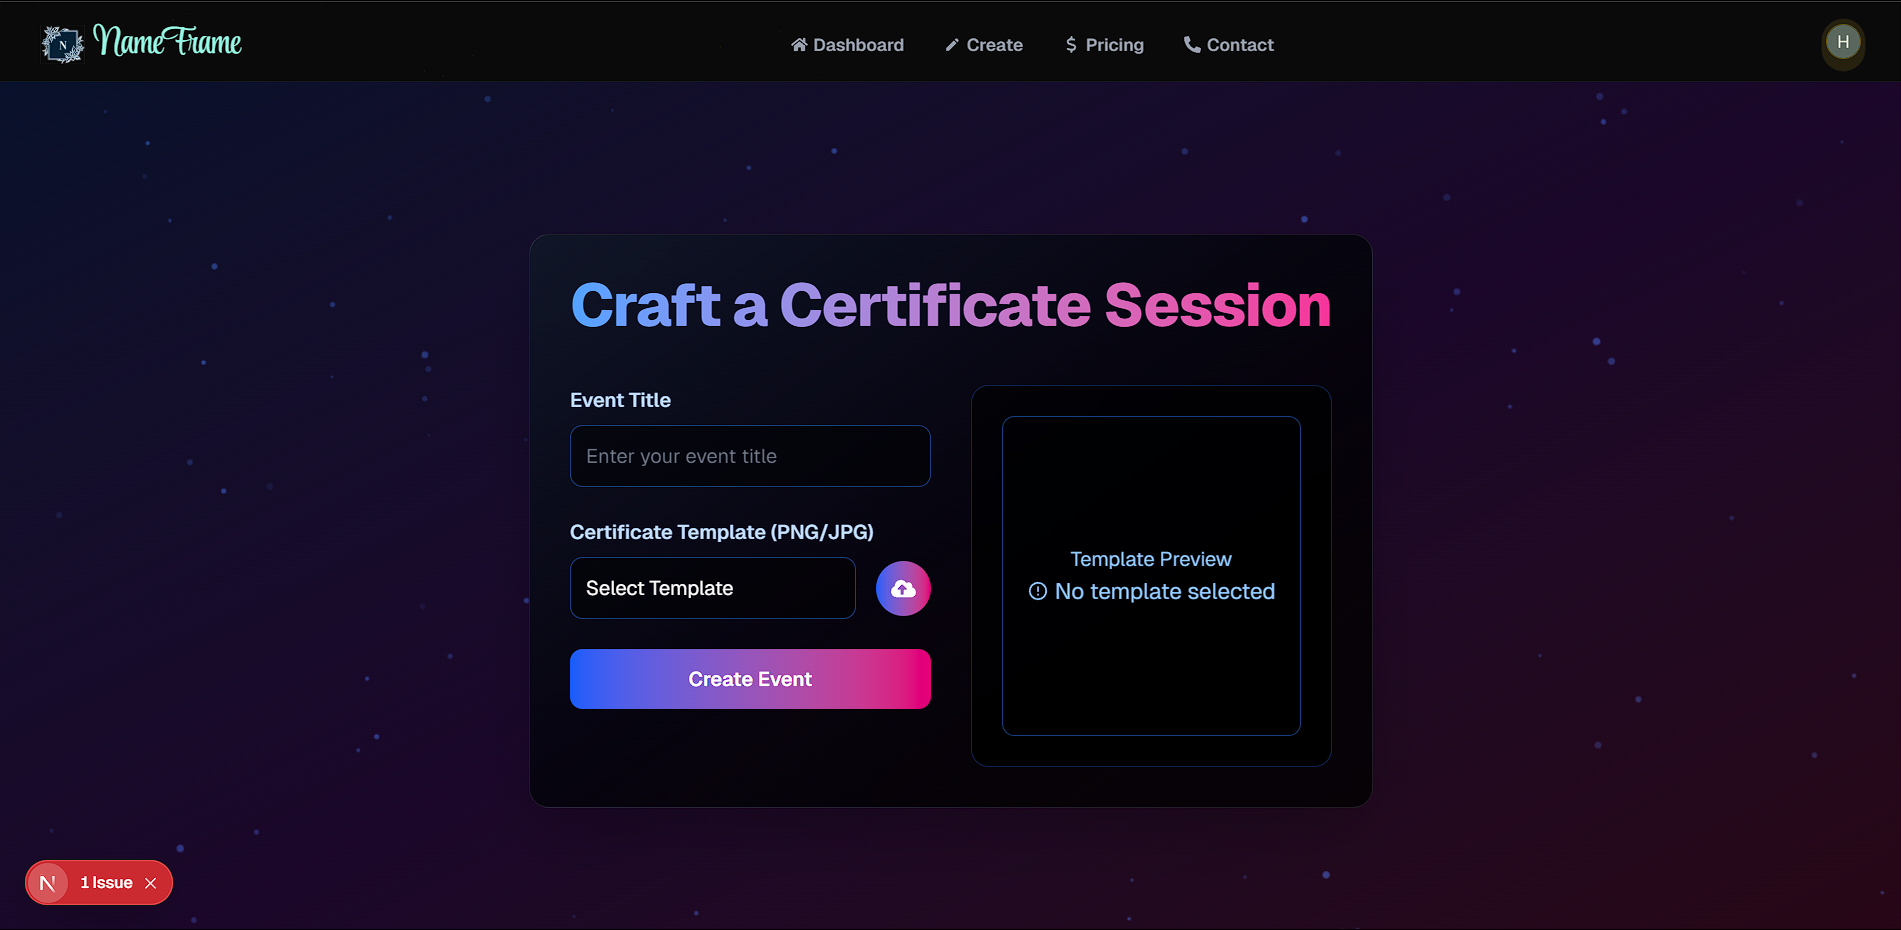 N NameFrame
Dashboard Create $ Pricing Contact
H
Craft a Certificate Session
Event Title
Enter your event title
Certificate Template (PNG/JPG)
Select Template
Create Event
Template Preview
No template selected
N 1 Issue